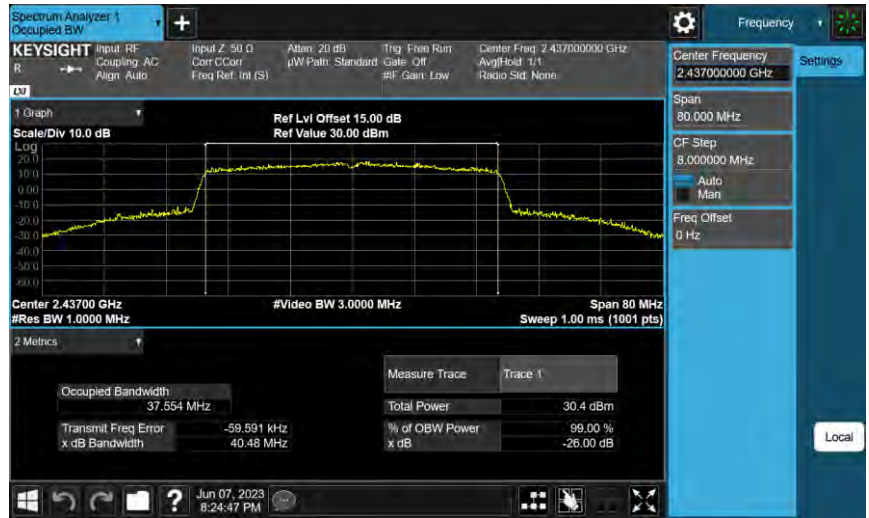 Spectrum Analyzer 1
Occupied BW
Frequency
KEYSIGHT
R
LXI
Input: RF
Coupling: AC
Align: Auto
Input Z: 50 Ω
Corr CCorr
Freq Ref: Int (S)
Atten: 20 dB
µW Path: Standard
Trig: Free Run
Gate: Off
#IF Gain: Low
Center Freq: 2.437000000 GHz
Avg|Hold: 1/1
Radio Std: None
Center Frequency
2.437000000 GHz
Settings
Span
80.000 MHz
CF Step
8.000000 MHz
Auto
Man
Freq Offset
0 Hz
1 Graph
Scale/Div 10.0 dB
Ref Lvl Offset 15.00 dB
Ref Value 30.00 dBm
Log
20.0
10.0
0.00
-10.0
-20.0
-30.0
-40.0
-50.0
-60.0
Center 2.43700 GHz
#Video BW 3.0000 MHz
Span 80 MHz
#Res BW 1.0000 MHz
Sweep 1.00 ms (1001 pts)
2 Metrics
Measure Trace
Trace 1
Occupied Bandwidth
37.554 MHz
Total Power
30.4 dBm
Transmit Freq Error
-59.591 kHz
% of OBW Power
99.00 %
x dB Bandwidth
40.48 MHz
x dB
-26.00 dB
Local
?
Jun 07, 2023
8:24:47 PM